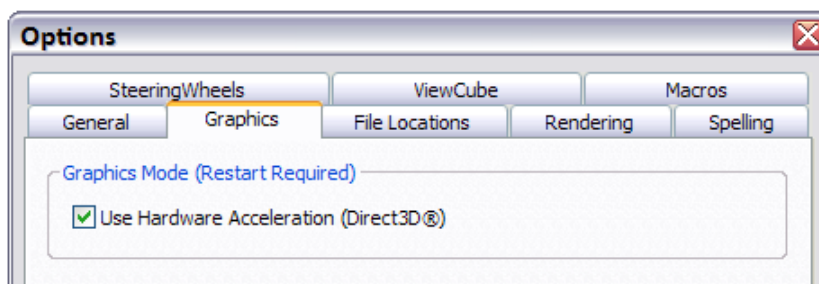 Options
SteeringWheels ViewCube Macros
General Graphics File Locations Rendering Spelling
Graphics Mode (Restart Required)
Use Hardware Acceleration (Direct3D®)